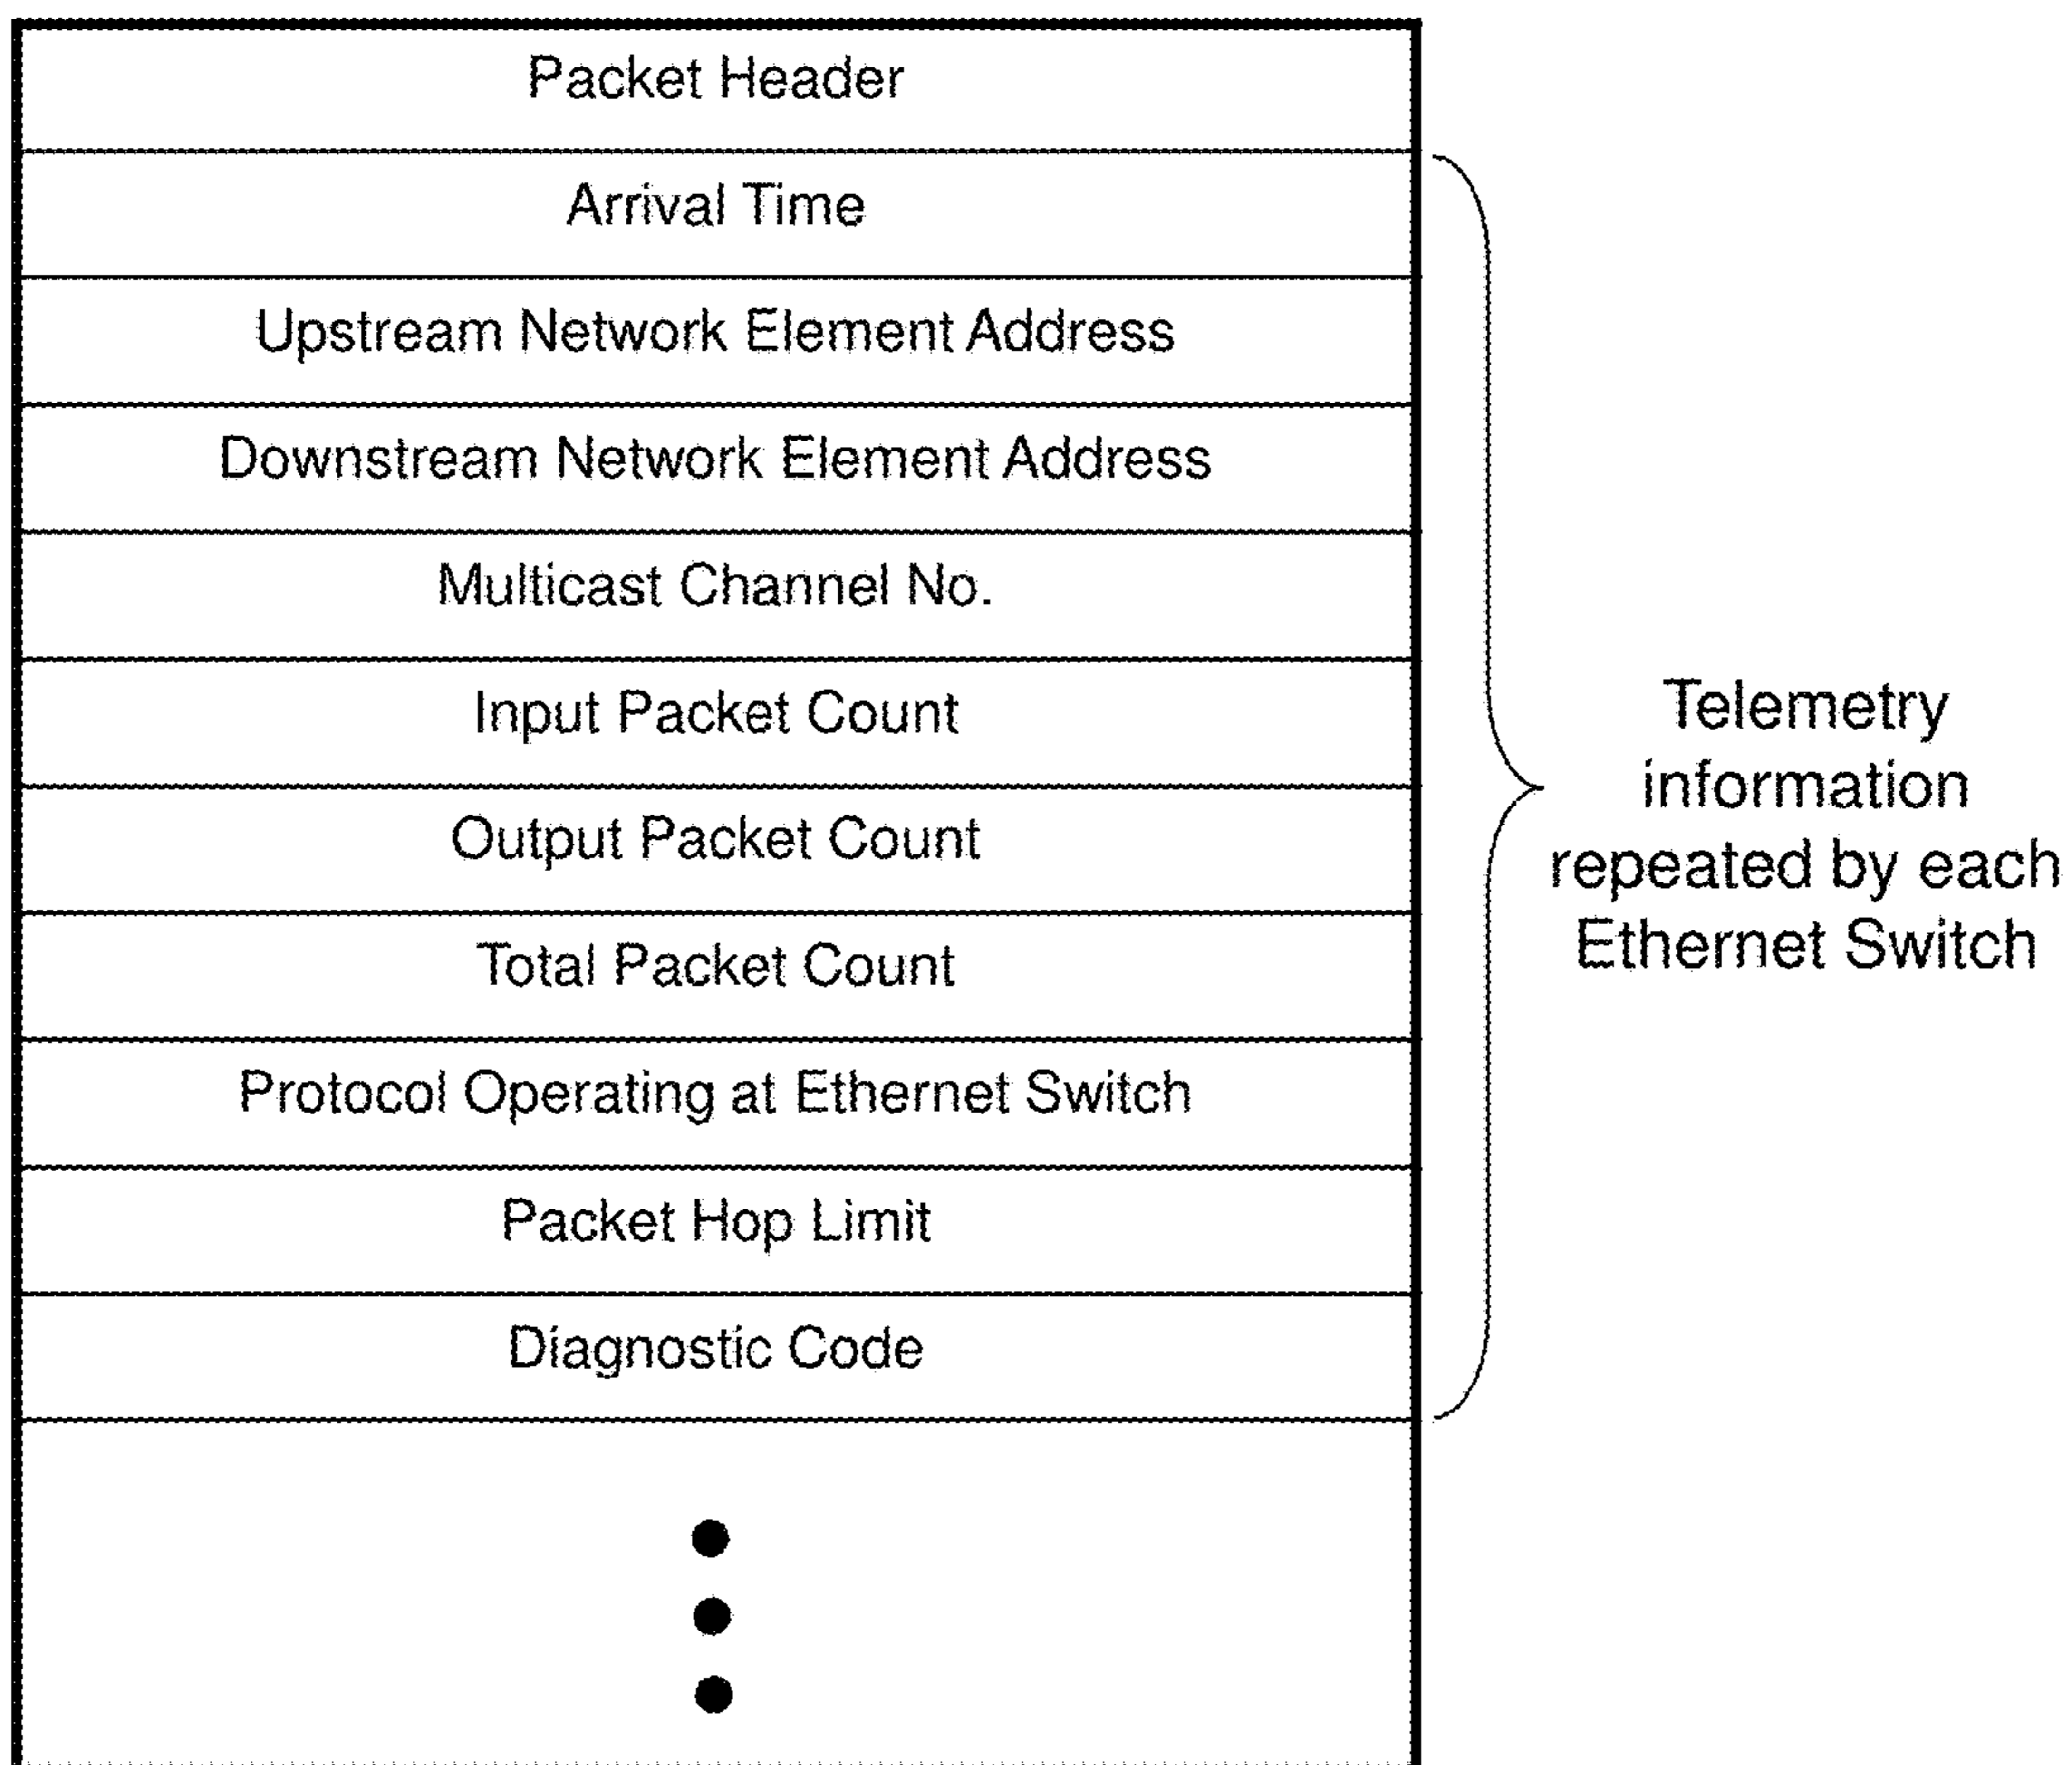 Packet Header
Arrival Time
Upstream Network Element Address
Downstream Network Element Address
Multicast Channel No.
Input Packet Count
Output Packet Count
Total Packet Count
Protocol Operating at Ethernet Switch
Packet Hop Limit
Diagnostic Code
Telemetry
information
repeated by each
Ethernet Switch